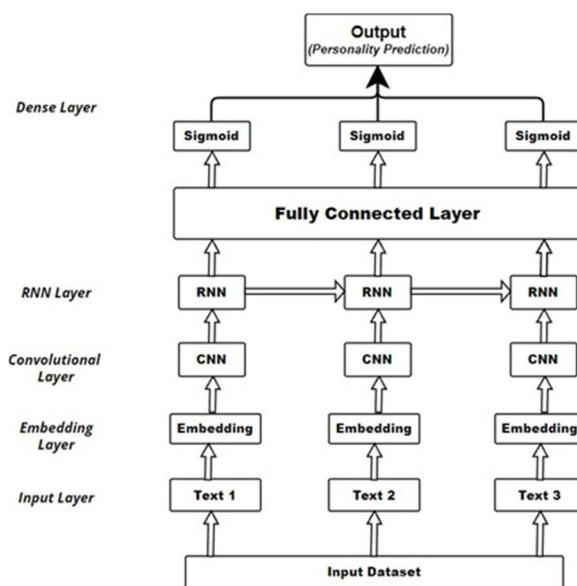 Output
(Personality Prediction)
Dense Layer
Sigmoid Sigmoid Sigmoid
Fully Connected Layer
RNN Layer RNN RNN RNN
Convolutional
Layer
CNN CNN CNN
Embedding
Layer
Embedding Embedding Embedding
Input Layer Text 1 Text 2 Text 3
Input Dataset